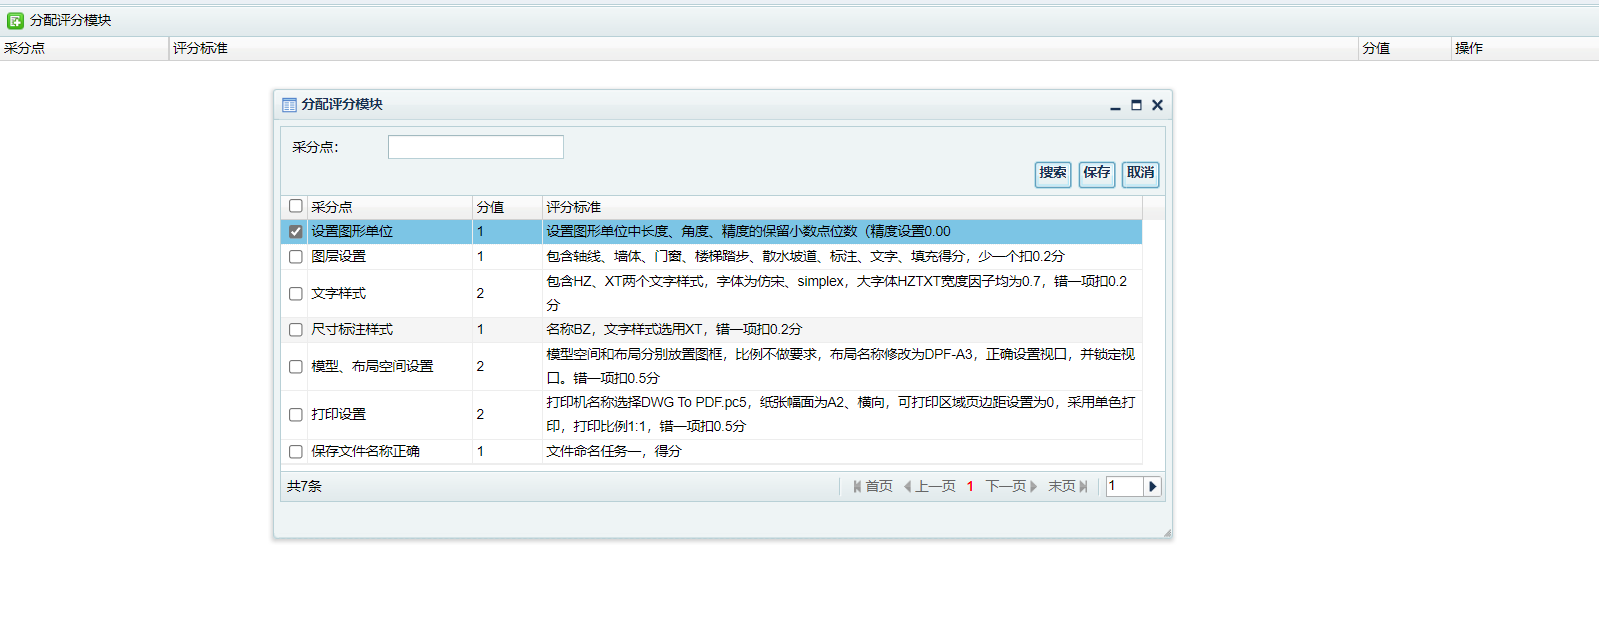 分配评分模块
采分点 评分标准 分值 操作
分配评分模块
采分点：
搜索 保存 取消
采分点 分值 评分标准
设置图形单位 1 设置图形单位中长度、角度、精度的保留小数点位数（精度设置0.00
图层设置 1 包含轴线、墙体、门窗、楼梯踏步、散水坡道、标注、文字、填充得分，少一个扣0.2分
文字样式 2 包含HZ、XT两个文字样式，字体为仿宋、simplex，大字体HZTXT宽度因子均为0.7，错一项扣0.2
分
尺寸标注样式 1 名称BZ，文字样式选用XT，错一项扣0.2分
模型、布局空间设置 2 模型空间和布局分别放置图框，比例不做要求，布局名称修改为DPF-A3，正确设置视口，并锁定视
口。错一项扣0.5分
打印设置 2 打印机名称选择DWG To PDF.pc5，纸张幅面为A2、横向，可打印区域页边距设置为0，采用单色打
印，打印比例1:1，错一项扣0.5分
保存文件名称正确 1 文件命名任务一，得分
共7条 首页 上一页 1 下一页 末页 1